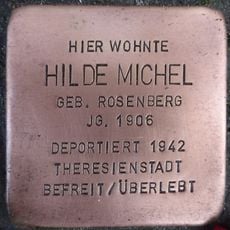 HIER WOHNTE
HILDE MICHEL
GEB. ROSENBERG
JG. 1906
DEPORTIERT 1942
THERESIENSTADT
BEFREIT/ÜBERLEBT